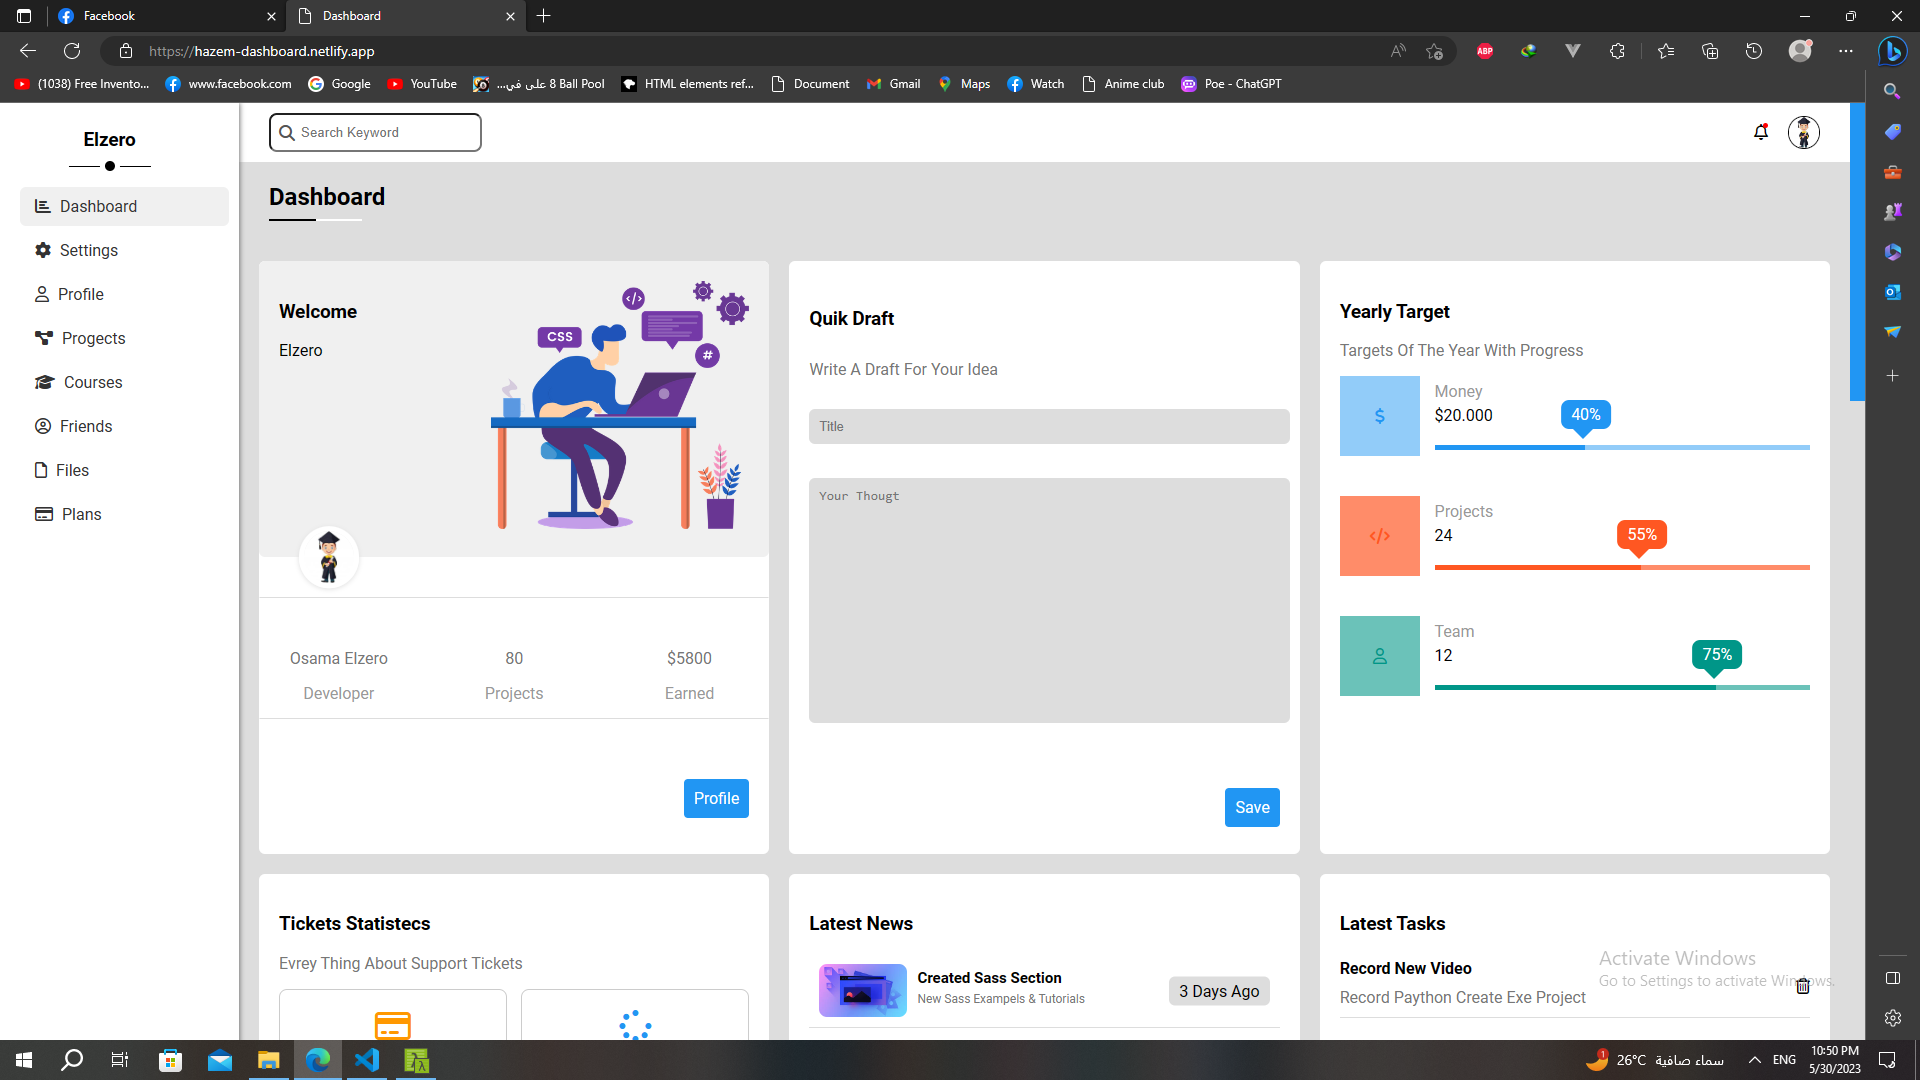 Facebook
Dashboard
https://hazem-dashboard.netlify.app
ABP
(1038) Free Invento...
www.facebook.com
Google
YouTube
8 Ball Pool على في...
HTML elements ref...
Document
Gmail
Maps
Watch
Anime club
Poe - ChatGPT
Elzero
Search Keyword
Dashboard
Settings
Profile
Progects
Courses
Friends
Files
Plans
Dashboard
Welcome
Elzero
CSS
</>
#
Osama Elzero
Developer
80
Projects
$5800
Earned
Profile
Quik Draft
Write A Draft For Your Idea
Title
Your Thougt
Save
Yearly Target
Targets Of The Year With Progress
$
Money
$20.000
40%
</>
Projects
24
55%
Team
12
75%
Tickets Statistecs
Evrey Thing About Support Tickets
Latest News
Created Sass Section
New Sass Exampels & Tutorials
3 Days Ago
Latest Tasks
Record New Video
Record Paython Create Exe Project
Activate Windows
Go to Settings to activate Windows.
1
26°C سماء صافية
ENG
10:50 PM
5/30/2023